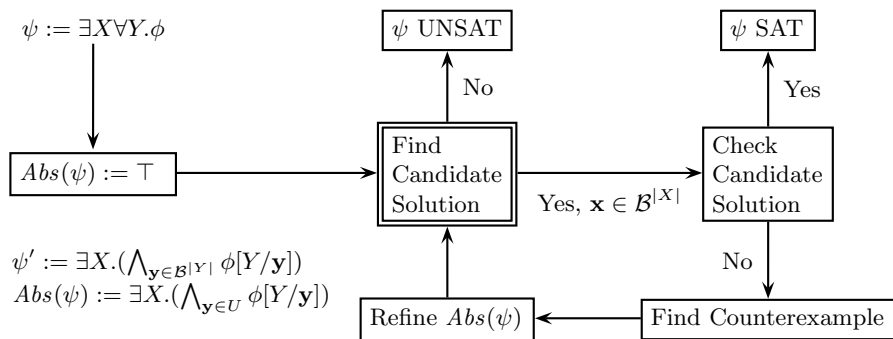 ψ := ∃X∀Y.ϕ
ψ UNSAT
ψ SAT
No
Yes
Abs(ψ) := ⊤
Find
Candidate
Solution
Yes, x ∈ 𝓑^|X|
Check
Candidate
Solution
No
ψ′ := ∃X.(⋀_{y∈𝓑^|Y|} ϕ[Y/y])
Abs(ψ) := ∃X.(⋀_{y∈U} ϕ[Y/y])
Refine Abs(ψ)
Find Counterexample